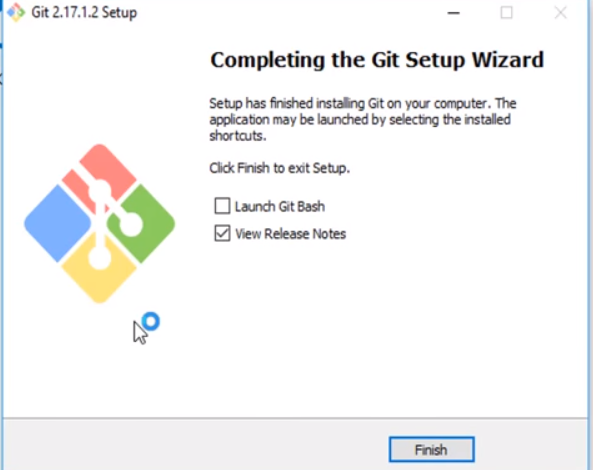 Git 2.17.1.2 Setup
Completing the Git Setup Wizard
Setup has finished installing Git on your computer. The
application may be launched by selecting the installed
shortcuts.
Click Finish to exit Setup.
Launch Git Bash
View Release Notes
Finish